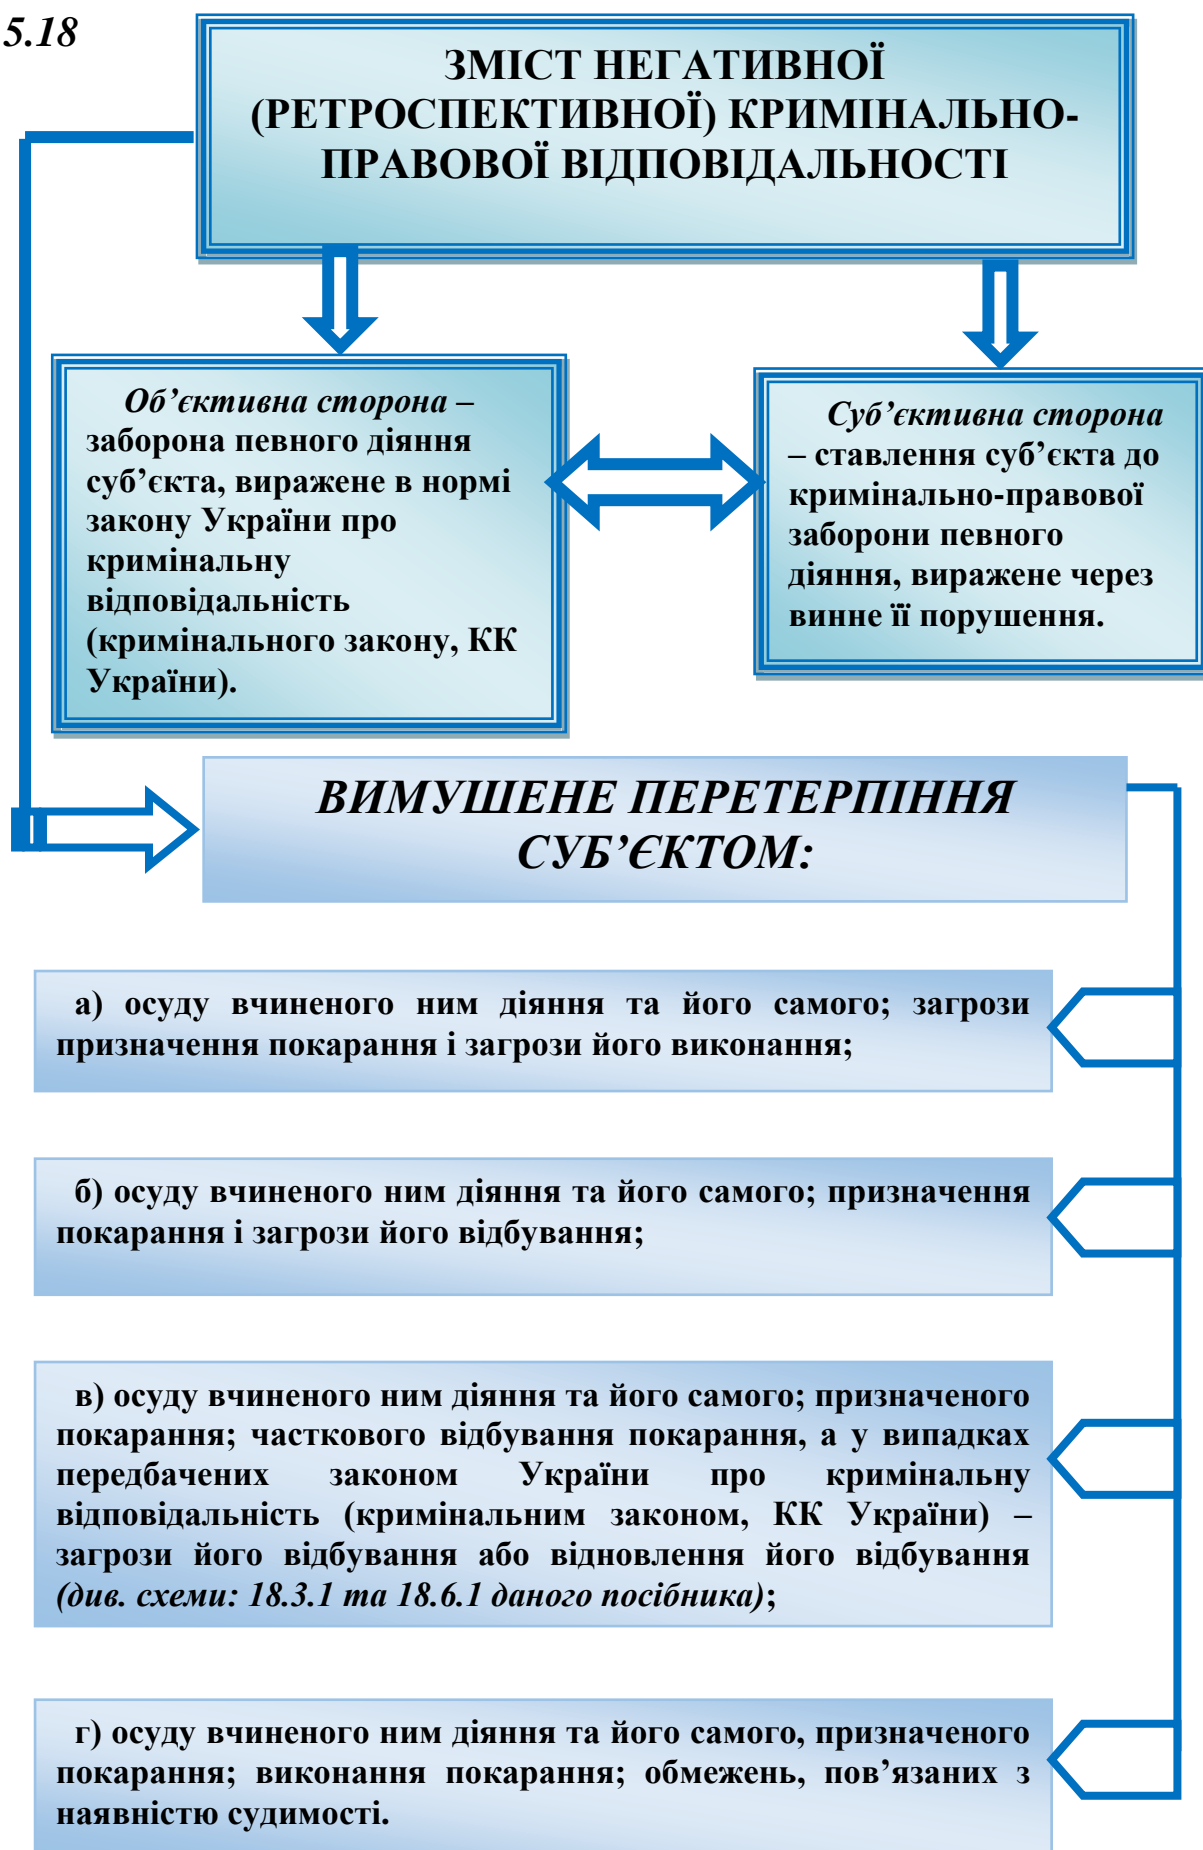 5.18
ЗМІСТ НЕГАТИВНОЇ
(РЕТРОСПЕКТИВНОЇ) КРИМІНАЛЬНО-
ПРАВОВОЇ ВІДПОВІДАЛЬНОСТІ
Об’єктивна сторона –
заборона певного діяння
суб’єкта, виражене в нормі
закону України про
кримінальну
відповідальність
(кримінального закону, КК
України).
Суб’єктивна сторона
– ставлення суб’єкта до
кримінально-правової
заборони певного
діяння, виражене через
винне її порушення.
ВИМУШЕНЕ ПЕРЕТЕРПІННЯ
СУБ’ЄКТОМ:
а) осуду вчиненого ним діяння та його самого; загрози
призначення покарання і загрози його виконання;
б) осуду вчиненого ним діяння та його самого; призначення
покарання і загрози його відбування;
в) осуду вчиненого ним діяння та його самого; призначеного
покарання; часткового відбування покарання, а у випадках
передбачених законом України про кримінальну
відповідальність (кримінальним законом, КК України) –
загрози його відбування або відновлення його відбування
(див. схеми: 18.3.1 та 18.6.1 даного посібника);
г) осуду вчиненого ним діяння та його самого, призначеного
покарання; виконання покарання; обмежень, пов’язаних з
наявністю судимості.